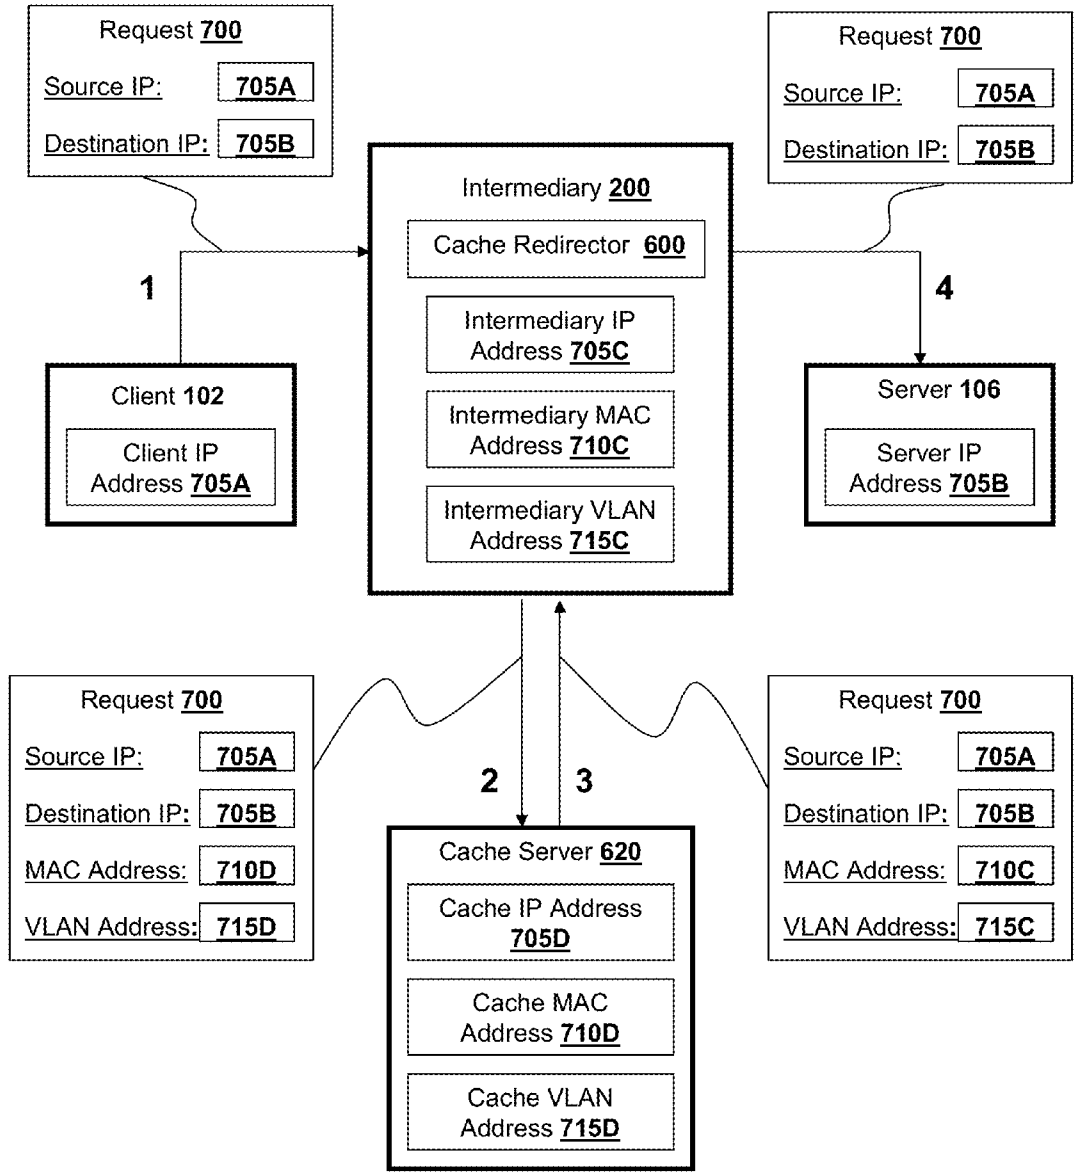 Request 700
Source IP: 705A
Destination IP: 705B
Request 700
Source IP: 705A
Destination IP: 705B
Intermediary 200
Cache Redirector 600
Intermediary IP
Address 705C
Intermediary MAC
Address 710C
Intermediary VLAN
Address 715C
1
4
Client 102
Client IP
Address 705A
Server 106
Server IP
Address 705B
Request 700
Source IP: 705A
Destination IP: 705B
MAC Address: 710D
VLAN Address: 715D
2
3
Request 700
Source IP: 705A
Destination IP: 705B
MAC Address: 710C
VLAN Address: 715C
Cache Server 620
Cache IP Address
705D
Cache MAC
Address 710D
Cache VLAN
Address 715D